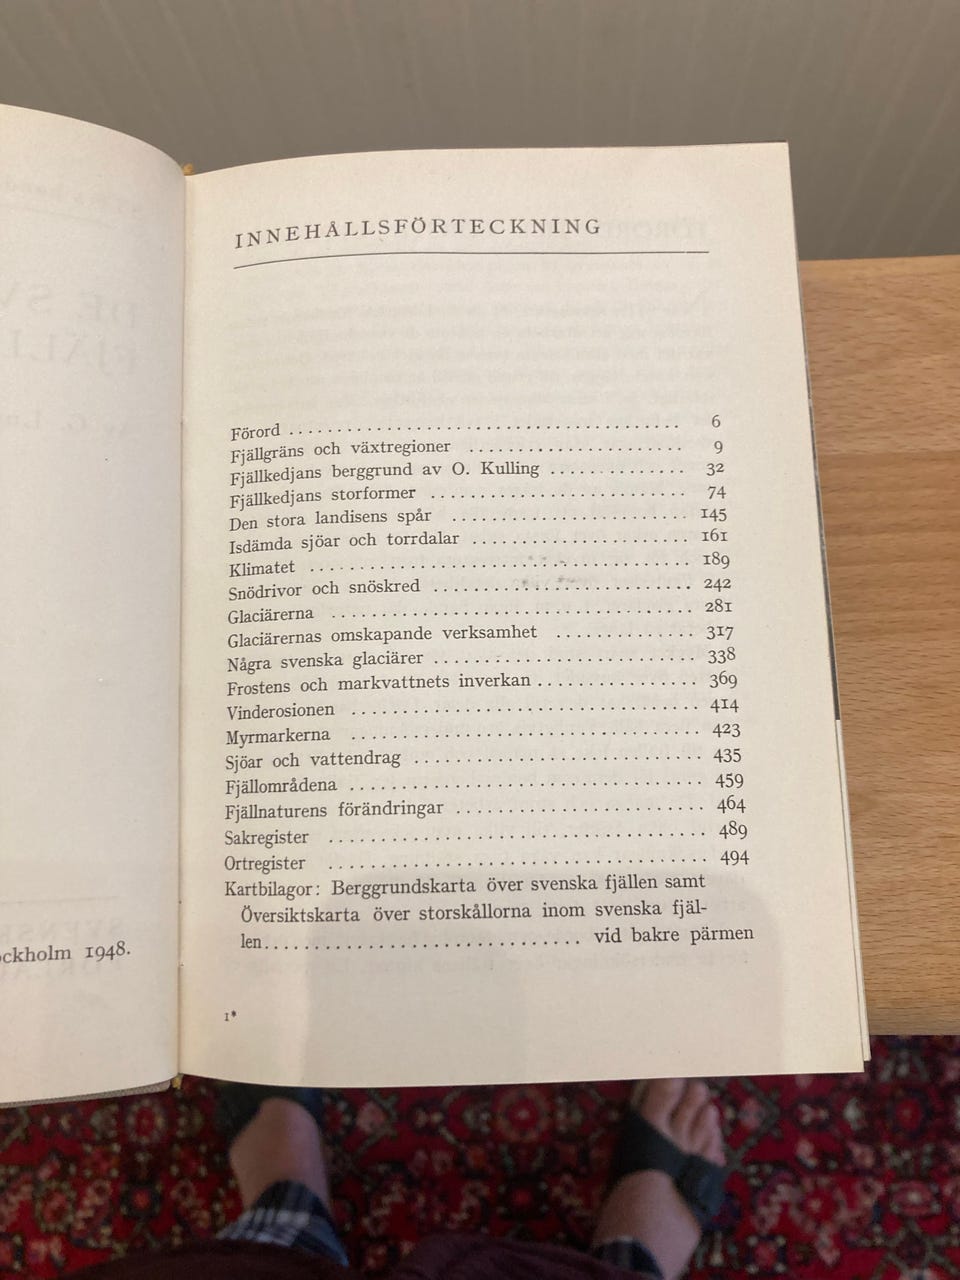 ockholm 1948.
INNEHÅLLSFÖRTECKNING
Förord ........................................ 6
Fjällgräns och växtregioner ...................... 9
Fjällkedjans berggrund av O. Kulling .............. 32
Fjällkedjans storformer .......................... 74
Den stora landisens spår ........................ 145
Isdämda sjöar och torrdalar ...................... 161
Klimatet ...................................... 189
Snödrivor och snöskred .......................... 242
Glaciärerna .................................... 281
Glaciärernas omskapande verksamhet .............. 317
Några svenska glaciärer .......................... 338
Frostens och markvattnets inverkan ................ 369
Vinderosionen .................................. 414
Myrmarkerna .................................. 423
Sjöar och vattendrag ............................ 435
Fjällområdena .................................. 459
Fjällnaturens förändringar ........................ 464
Sakregister .................................... 489
Ortregister .................................... 494
Kartbilagor: Berggrundskarta över svenska fjällen samt
Översiktskarta över storskållorna inom svenska fjäl-
len................................ vid bakre pärmen
1*